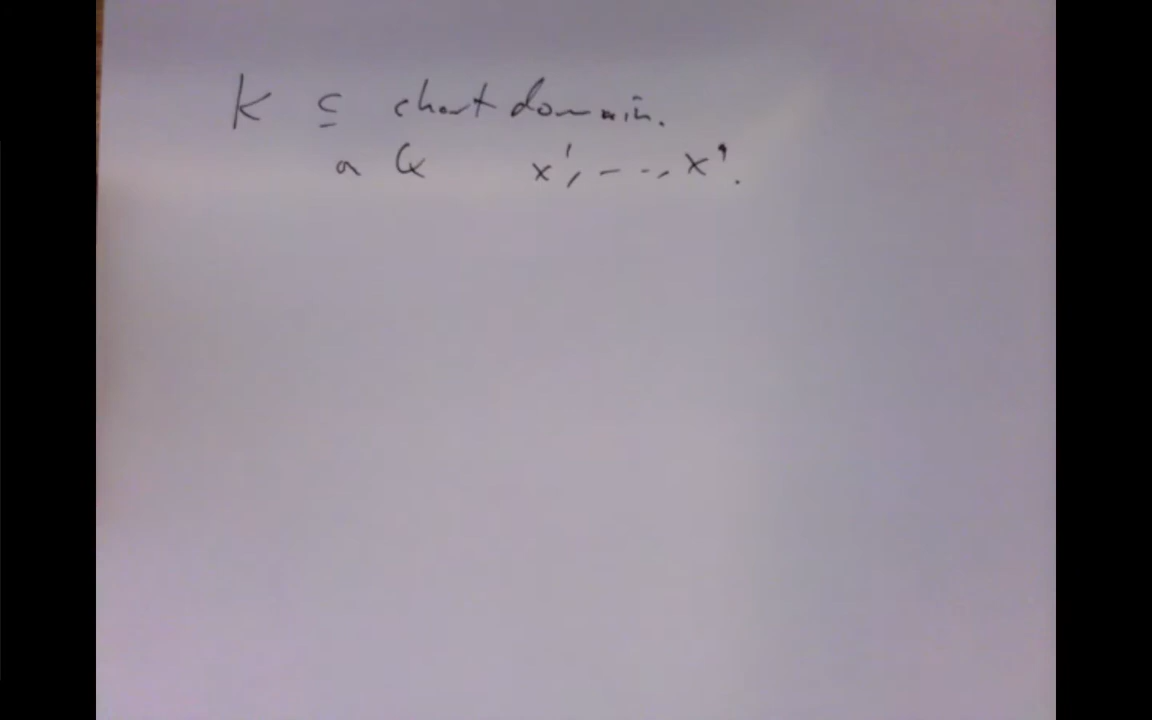 K ⊆ chart domain.
x¹, ..., xⁿ.